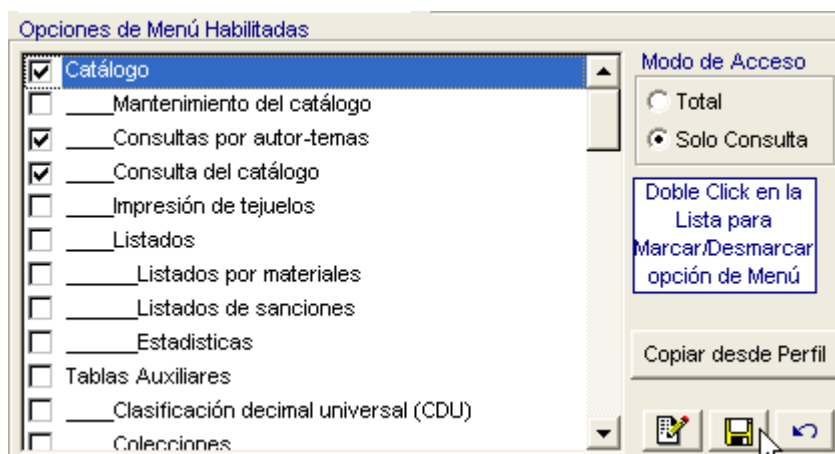 Opciones de Menú Habilitadas
Catálogo
____Mantenimiento del catálogo
____Consultas por autor-temas
____Consulta del catálogo
____Impresión de tejuelos
____Listados
______Listados por materiales
______Listados de sanciones
______Estadisticas
Tablas Auxiliares
____Clasificación decimal universal (CDU)
____Colecciones
Modo de Acceso
Total
Solo Consulta
Doble Click en la
Lista para
Marcar/Desmarcar
opción de Menú
Copiar desde Perfil